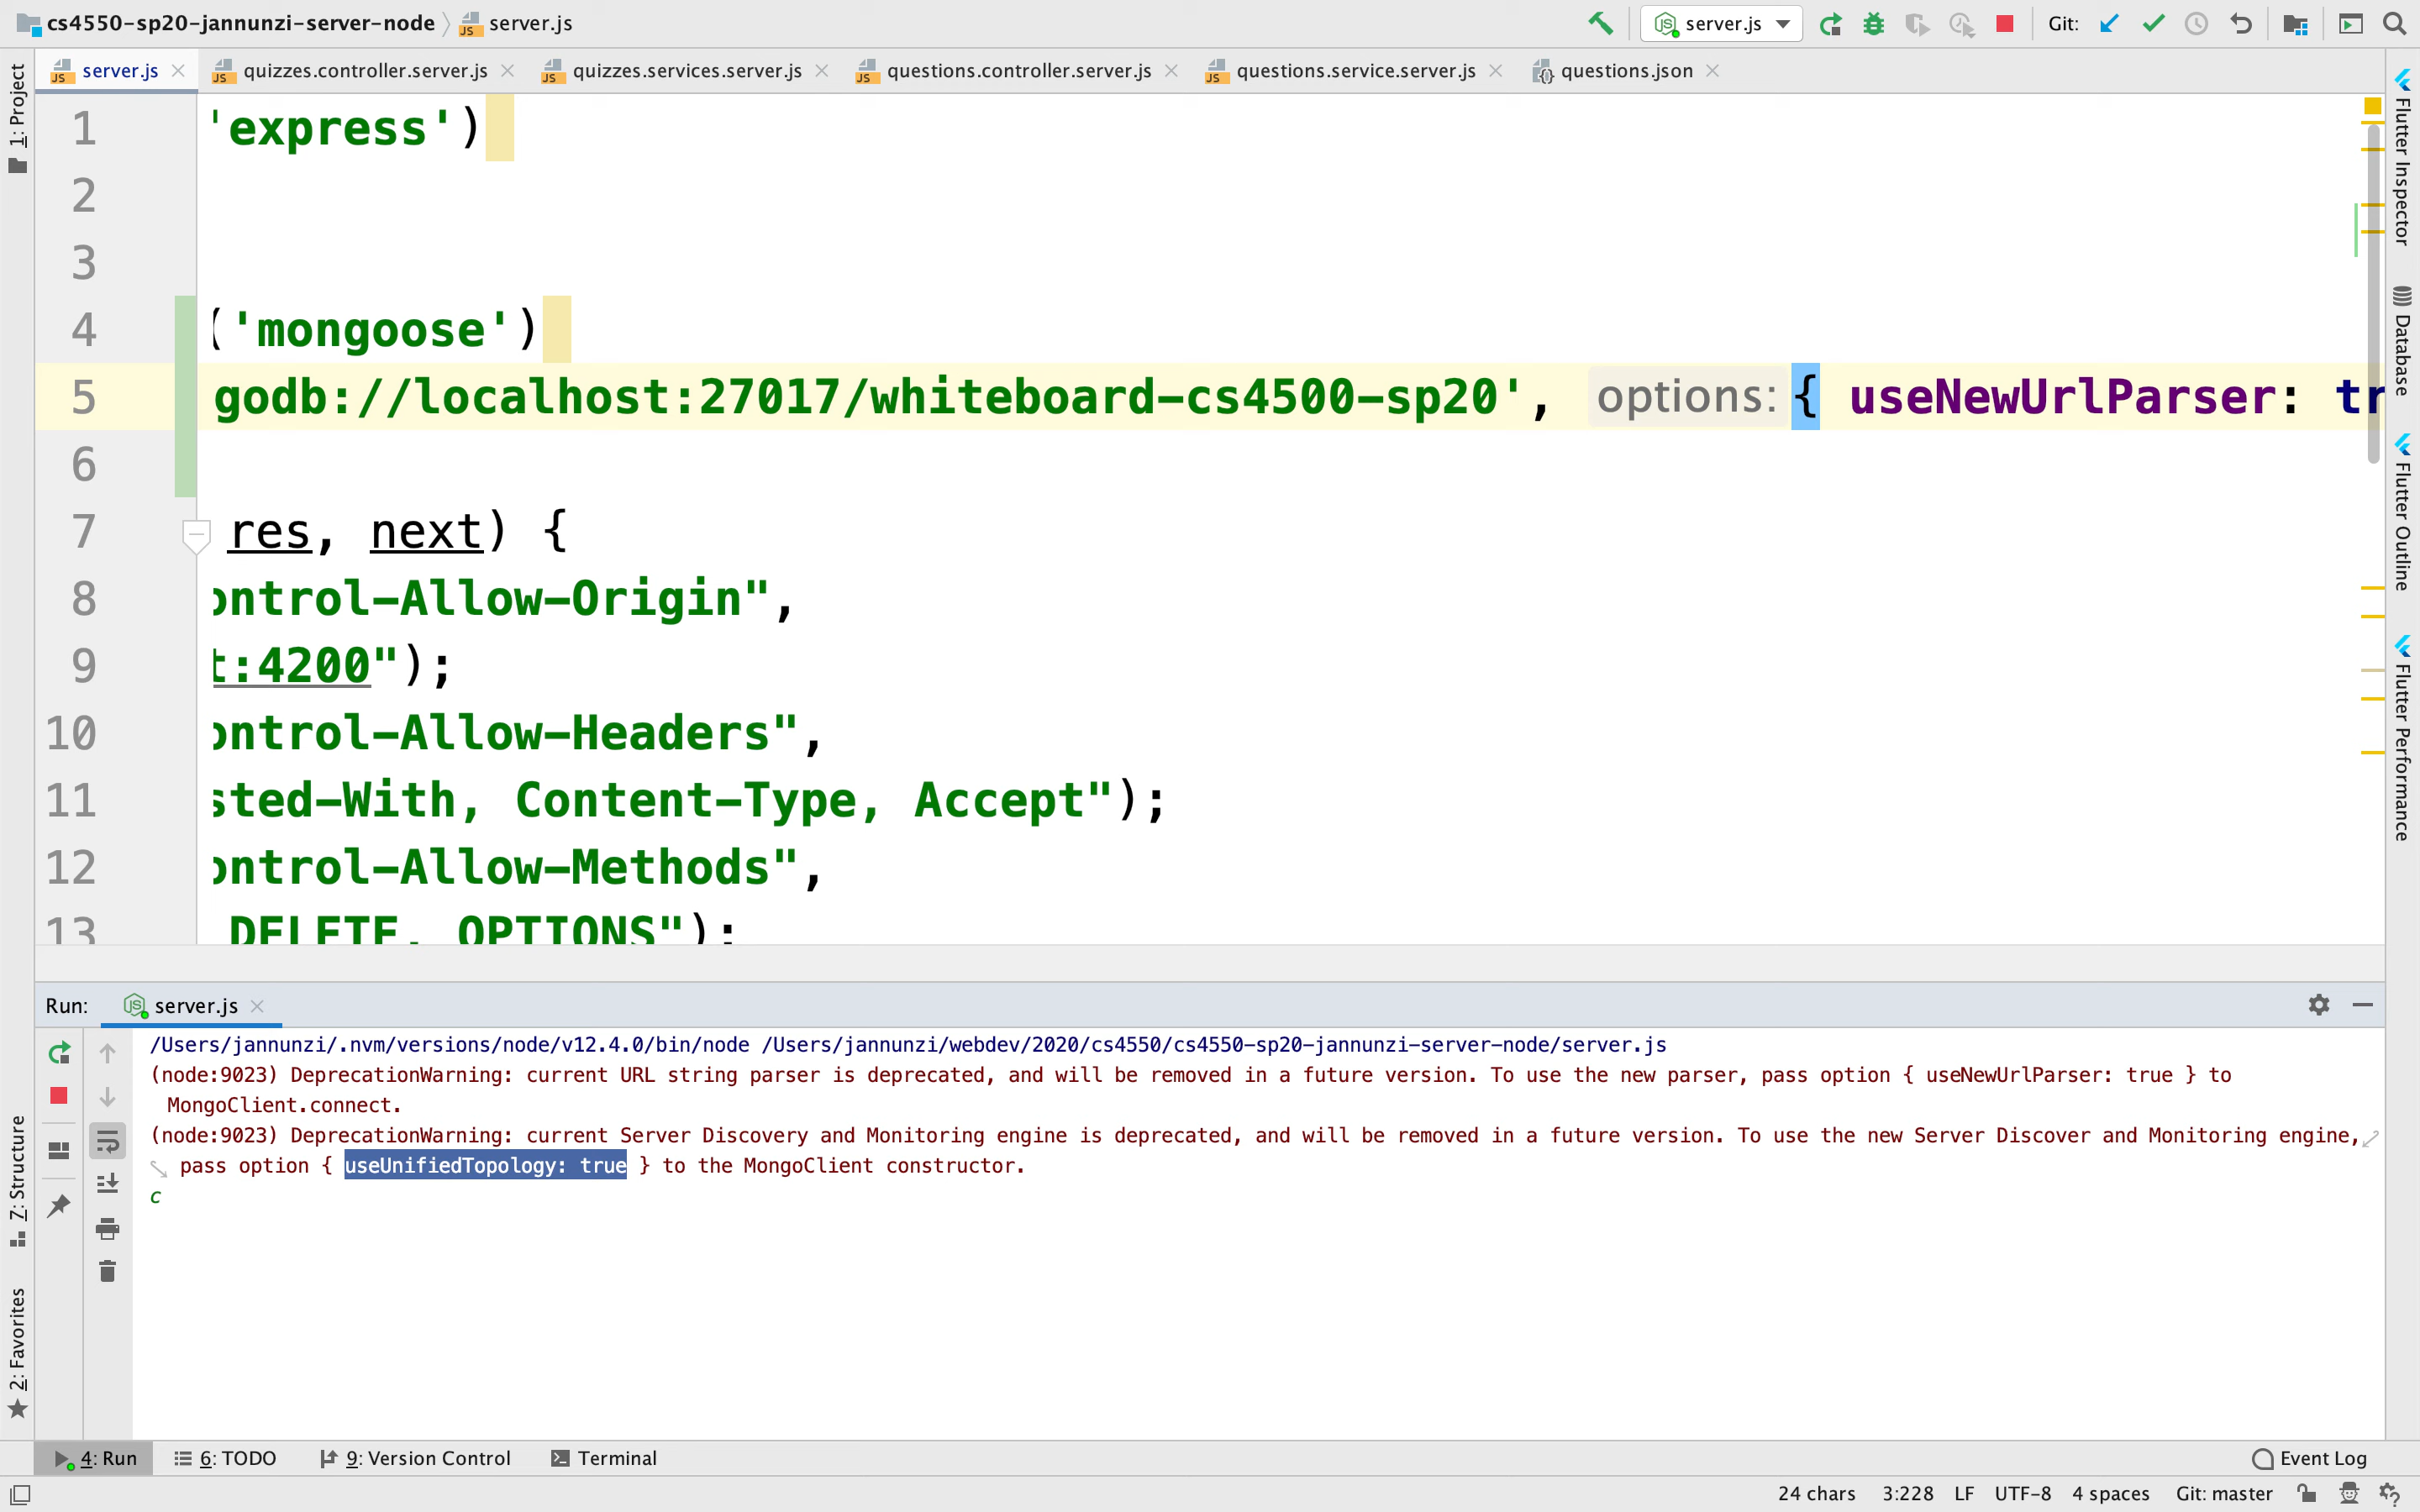 cs4550-sp20-jannunzi-server-node server.js
server.js
Git:
server.js
quizzes.controller.server.js
quizzes.services.server.js
questions.controller.server.js
questions.service.server.js
questions.json
1: Project
7: Structure
2: Favorites
1 'express')
2
3
4 ('mongoose')
5 godb://localhost:27017/whiteboard-cs4500-sp20', options: { useNewUrlParser: tr
6
7 res, next) {
8 ontrol-Allow-Origin",
9 t:4200");
10 ontrol-Allow-Headers",
11 sted-With, Content-Type, Accept");
12 ontrol-Allow-Methods",
13 DELETE, OPTIONS");
Flutter Inspector
Database
Flutter Outline
Flutter Performance
Run: server.js
/Users/jannunzi/.nvm/versions/node/v12.4.0/bin/node /Users/jannunzi/webdev/2020/cs4550/cs4550-sp20-jannunzi-server-node/server.js
(node:9023) DeprecationWarning: current URL string parser is deprecated, and will be removed in a future version. To use the new parser, pass option { useNewUrlParser: true } to
MongoClient.connect.
(node:9023) DeprecationWarning: current Server Discovery and Monitoring engine is deprecated, and will be removed in a future version. To use the new Server Discover and Monitoring engine,
pass option { useUnifiedTopology: true } to the MongoClient constructor.
c
4: Run
6: TODO
9: Version Control
Terminal
Event Log
24 chars 3:228 LF UTF-8 4 spaces Git: master